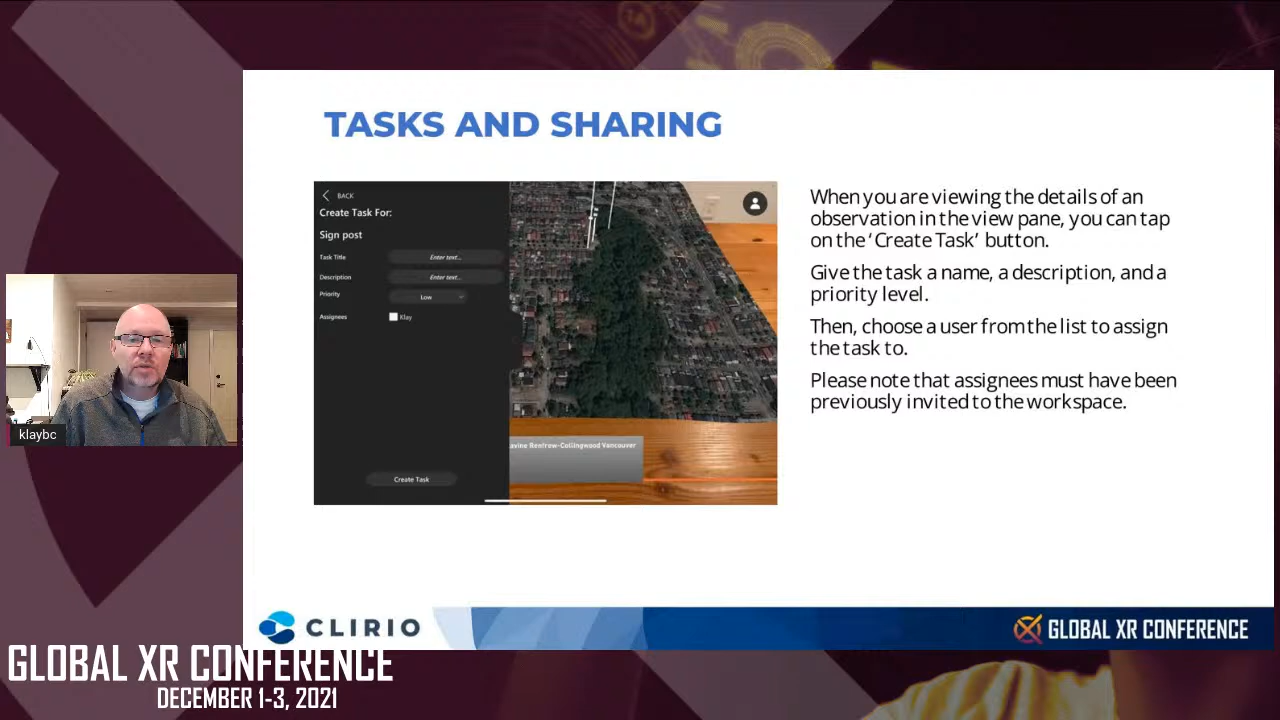 TASKS AND SHARING
BACK
Create Task For:
Sign post
Task Title
Enter text...
Description
Enter text...
Priority
Low
Assignees
Klay
Create Task
Renfrew-Collingwood Vancouver
When you are viewing the details of an
observation in the view pane, you can tap
on the ‘Create Task’ button.
Give the task a name, a description, and a
priority level.
Then, choose a user from the list to assign
the task to.
Please note that assignees must have been
previously invited to the workspace.
klaybc
CLIRIO
GLOBAL XR CONFERENCE
GLOBAL XR CONFERENCE
DECEMBER 1-3, 2021